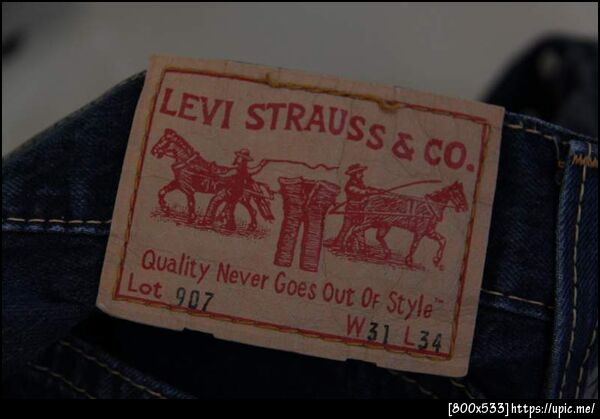 LEVI STRAUSS & CO.
Quality Never Goes Out Of Style™
Lot 907
W31 L34
[800x533]https://upic.me/